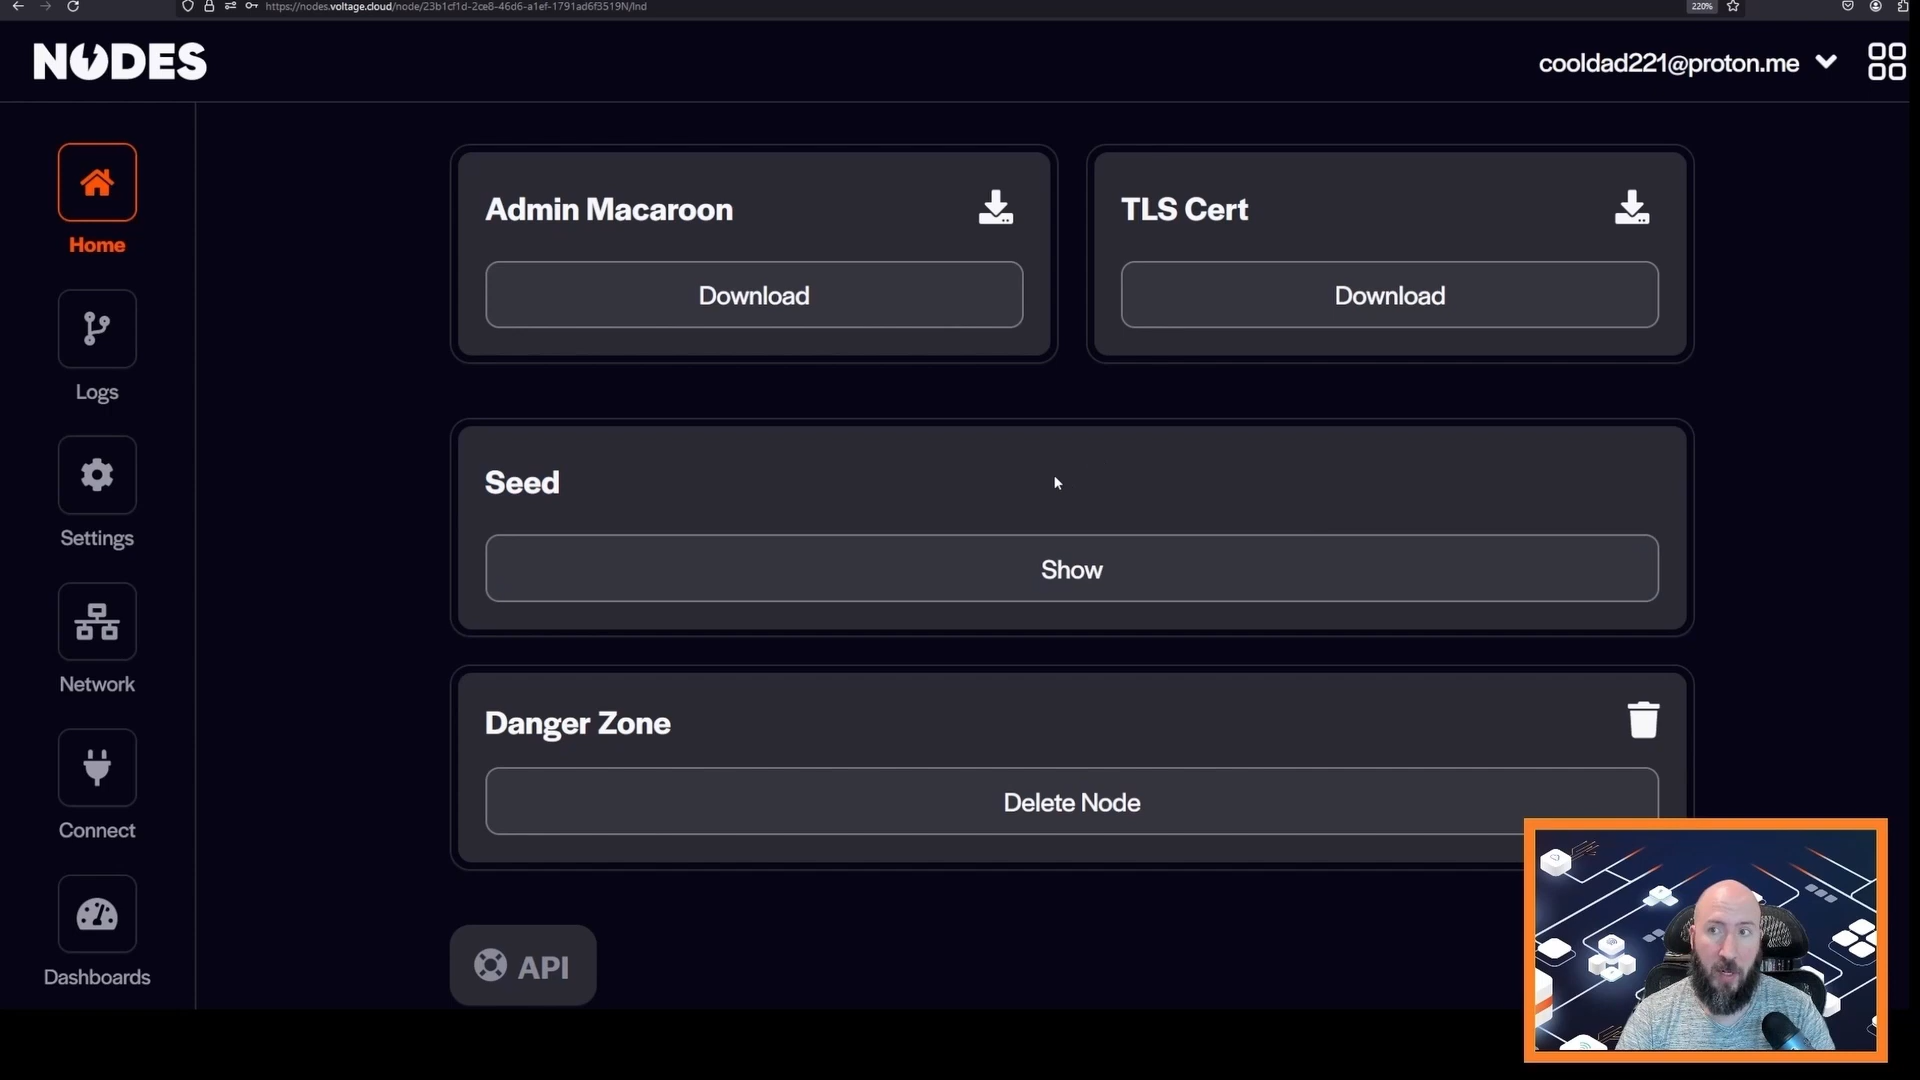 https://nodes.voltage.cloud/node/23b1cf1d-2ce8-46d6-a1ef-1791ad6f3519N/lnd
220%
NODES
cooldad221@proton.me
Home
Logs
Settings
Network
Connect
Dashboards
Admin Macaroon
Download
TLS Cert
Download
Seed
Show
Danger Zone
Delete Node
API